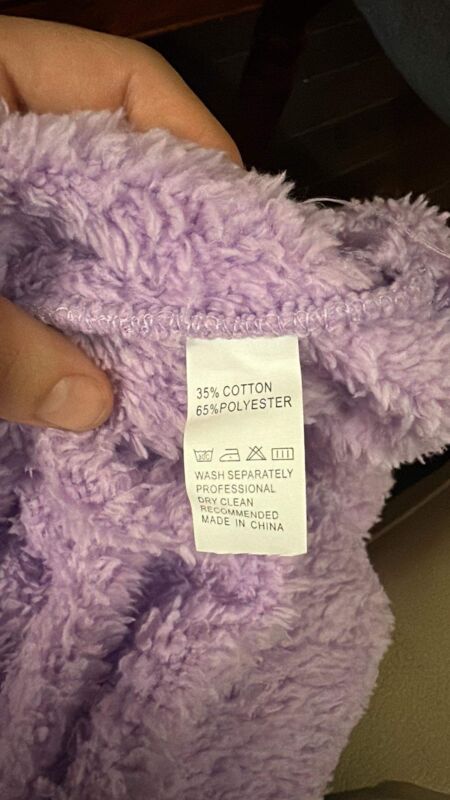 35% COTTON
65%POLYESTER
WASH SEPARATELY
PROFESSIONAL
DRY CLEAN
RECOMMENDED
MADE IN CHINA